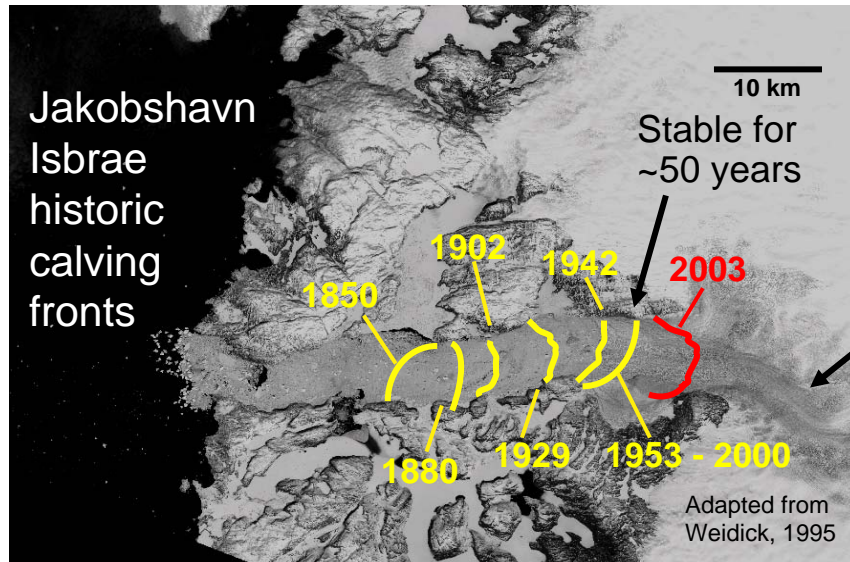 Jakobshavn
Isbrae
historic
calving
fronts
10 km
Stable for
~50 years
1902
1942
2003
1850
1880
1929
1953 - 2000
Adapted from
Weidick, 1995